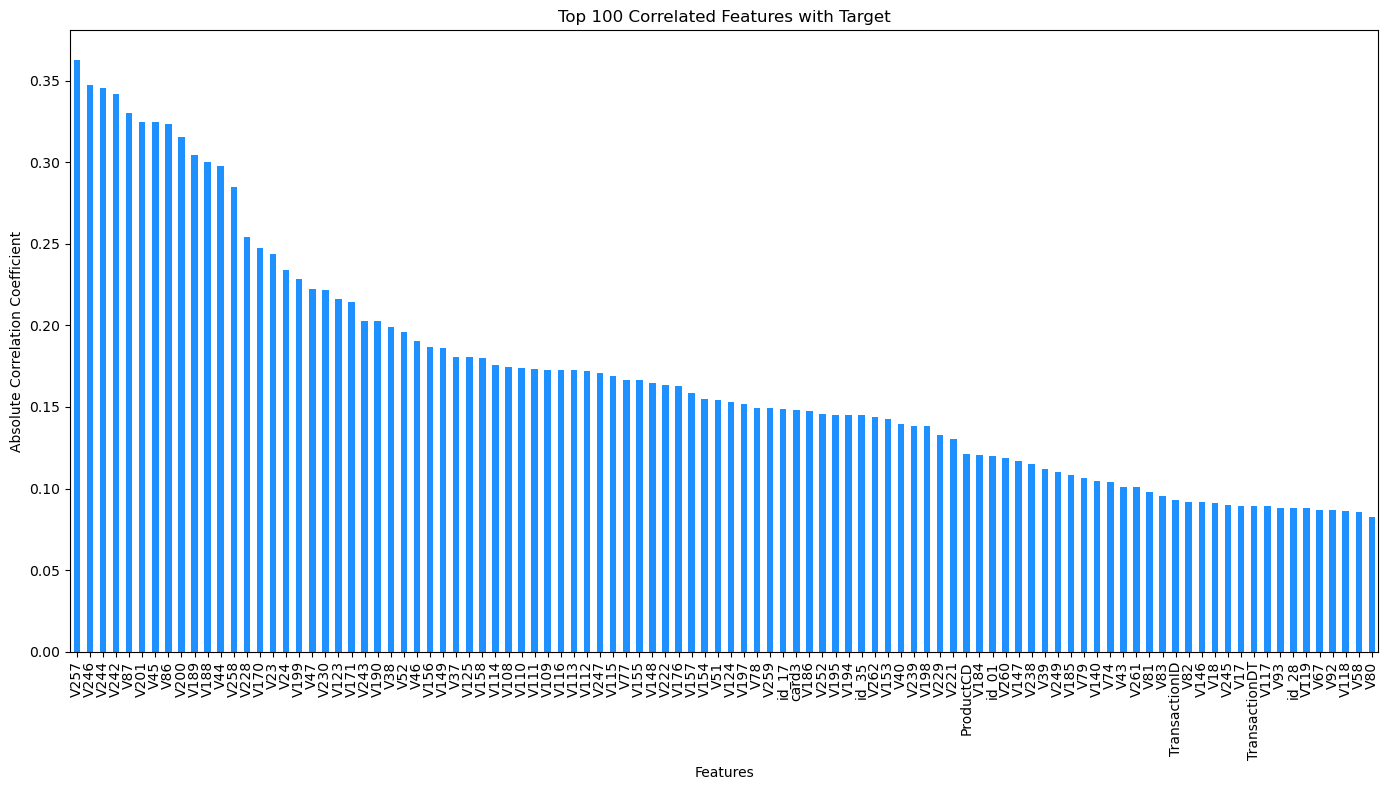 Top 100 Correlated Features with Target
Absolute Correlation Coefficient
0.35
0.30
0.25
0.20
0.15
0.10
0.05
0.00
V257
V246
V244
V242
V87
V201
V45
V86
V200
V189
V188
V44
V258
V228
V170
V23
V24
V199
V47
V230
V123
V171
V243
V190
V38
V52
V46
V156
V149
V37
V125
V158
V114
V108
V110
V111
V109
V116
V113
V112
V247
V115
V77
V155
V148
V222
V176
V157
V154
V51
V124
V197
V78
V259
id_17
card3
V186
V252
V195
V194
id_35
V262
V153
V40
V239
V198
V229
V221
ProductCD
V184
id_01
V260
V147
V238
V39
V249
V185
V79
V140
V74
V43
V261
V81
V83
TransactionID
V82
V146
V18
V245
V17
TransactionDT
V117
V93
id_28
V119
V67
V92
V118
V58
V80
Features